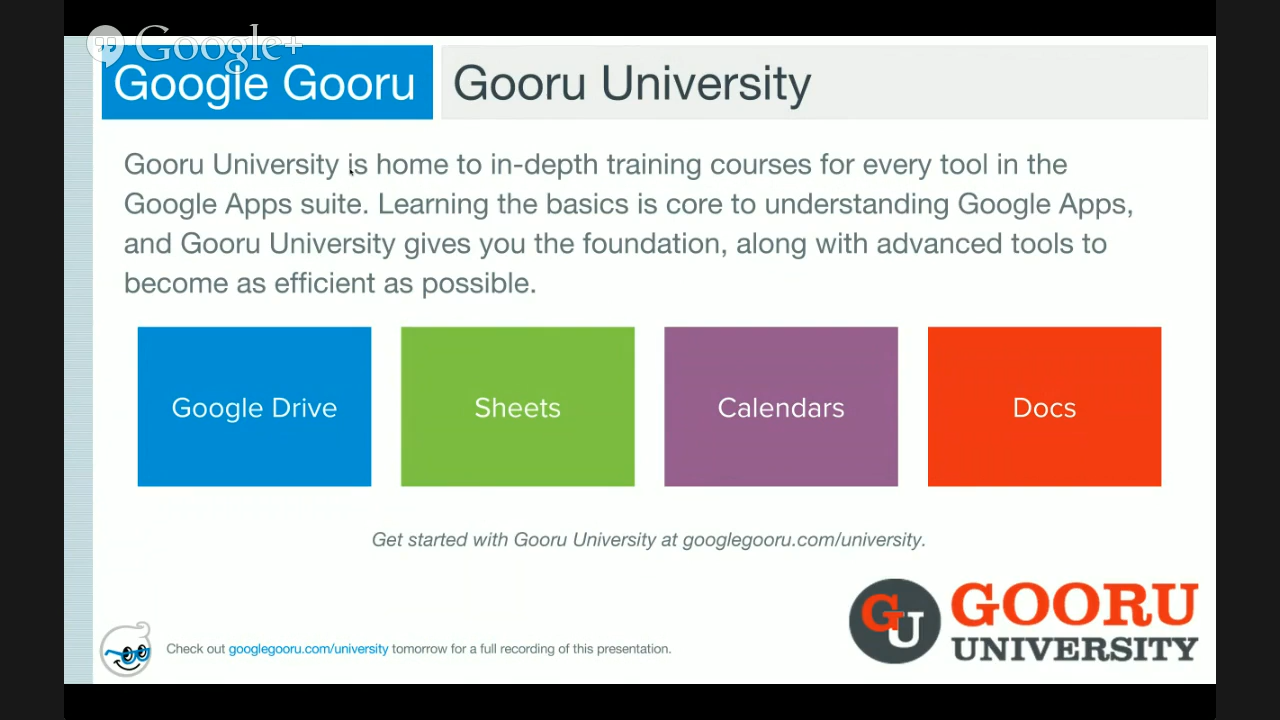 Google+
Google Gooru
Gooru University
Gooru University is home to in-depth training courses for every tool in the
Google Apps suite. Learning the basics is core to understanding Google Apps,
and Gooru University gives you the foundation, along with advanced tools to
become as efficient as possible.
Google Drive
Sheets
Calendars
Docs
Get started with Gooru University at googlegooru.com/university.
Check out googlegooru.com/university tomorrow for a full recording of this presentation.
GU
GOORU
UNIVERSITY